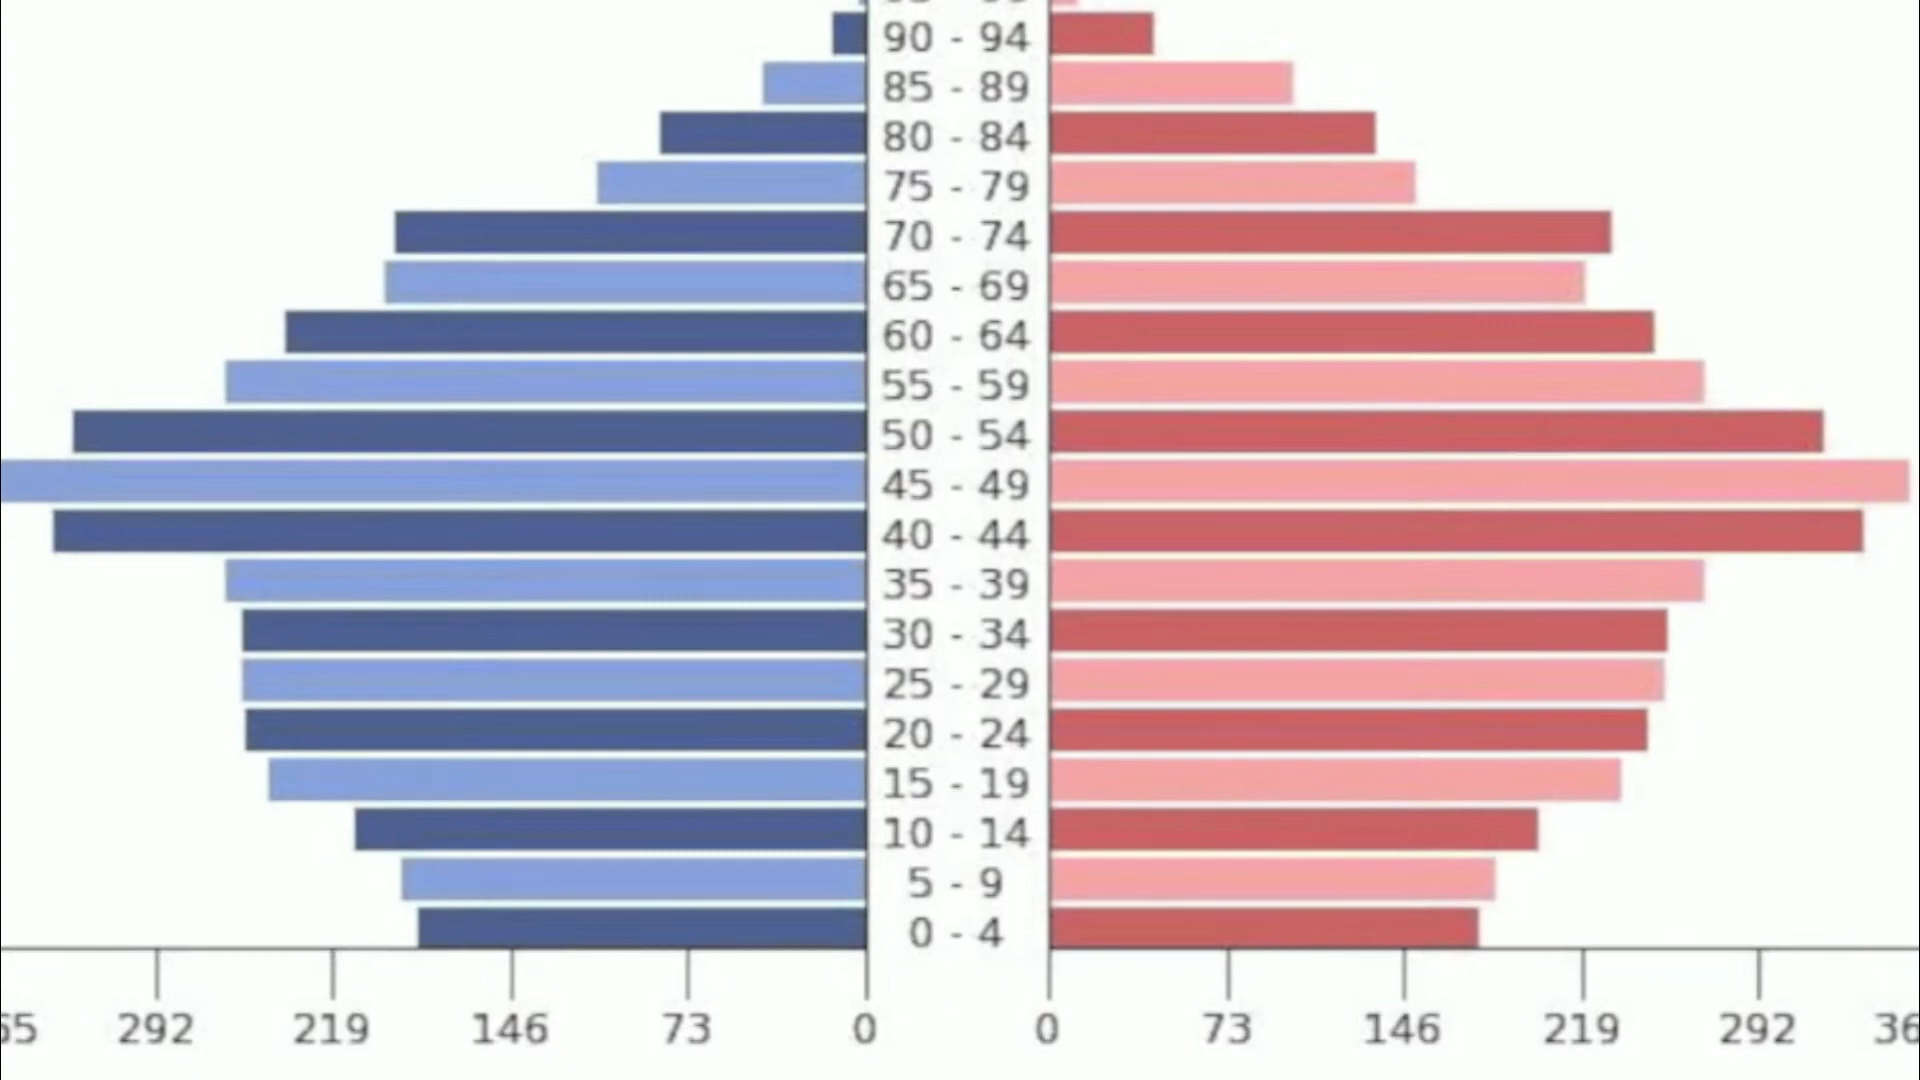 90 - 94
85 - 89
80 - 84
75 - 79
70 - 74
65 - 69
60 - 64
55 - 59
50 - 54
45 - 49
40 - 44
35 - 39
30 - 34
25 - 29
20 - 24
15 - 19
10 - 14
5 - 9
0 - 4
292 219 146 73 0 0 73 146 219 292